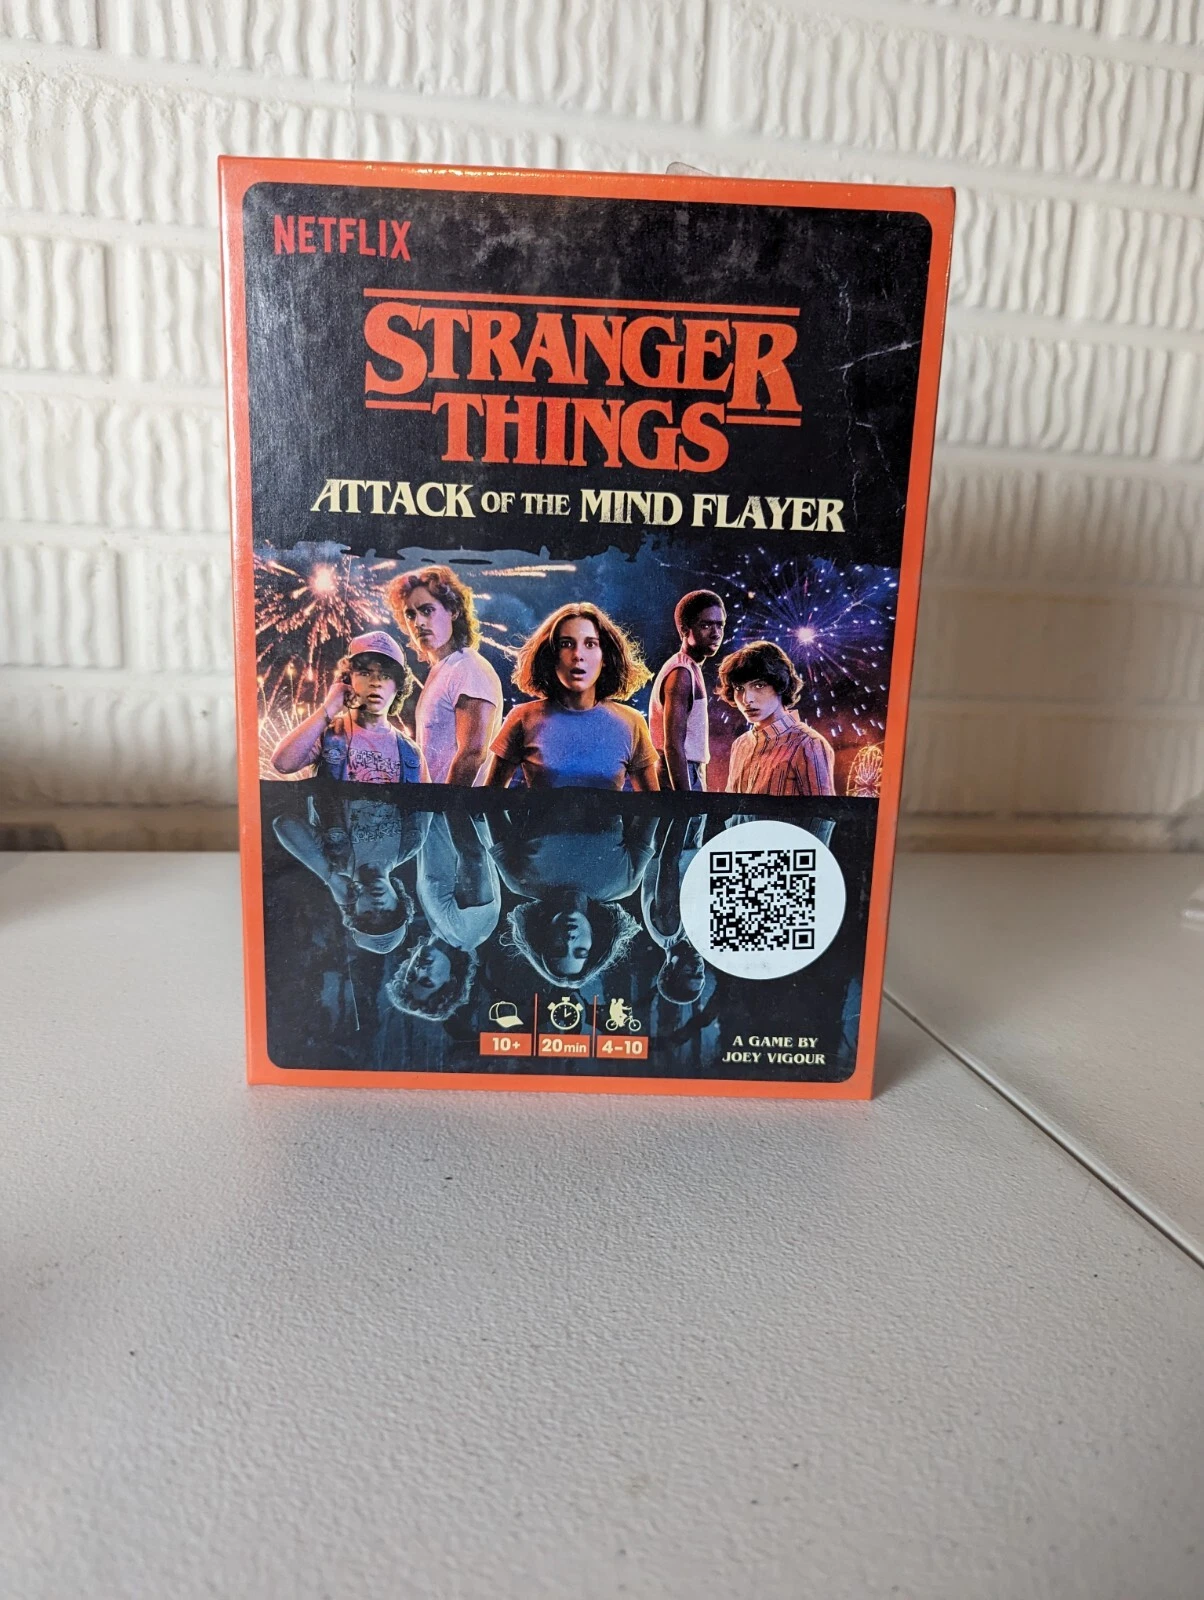 NETFLIX
STRANGER
THINGS
ATTACK OF THE MIND FLAYER
10+
20min
4-10
A GAME BY
JOEY VIGOUR